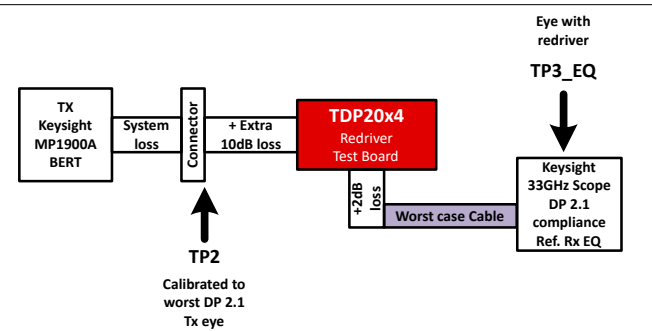 Eye with
redriver
TP3_EQ
TX
Keysight
MP1900A
BERT
System
loss
Connector
+ Extra
10dB loss
TDP20x4
Redriver
Test Board
+2dB
loss
Worst case Cable
Keysight
33GHz Scope
DP 2.1
compliance
Ref. Rx EQ
TP2
Calibrated to
worst DP 2.1
Tx eye